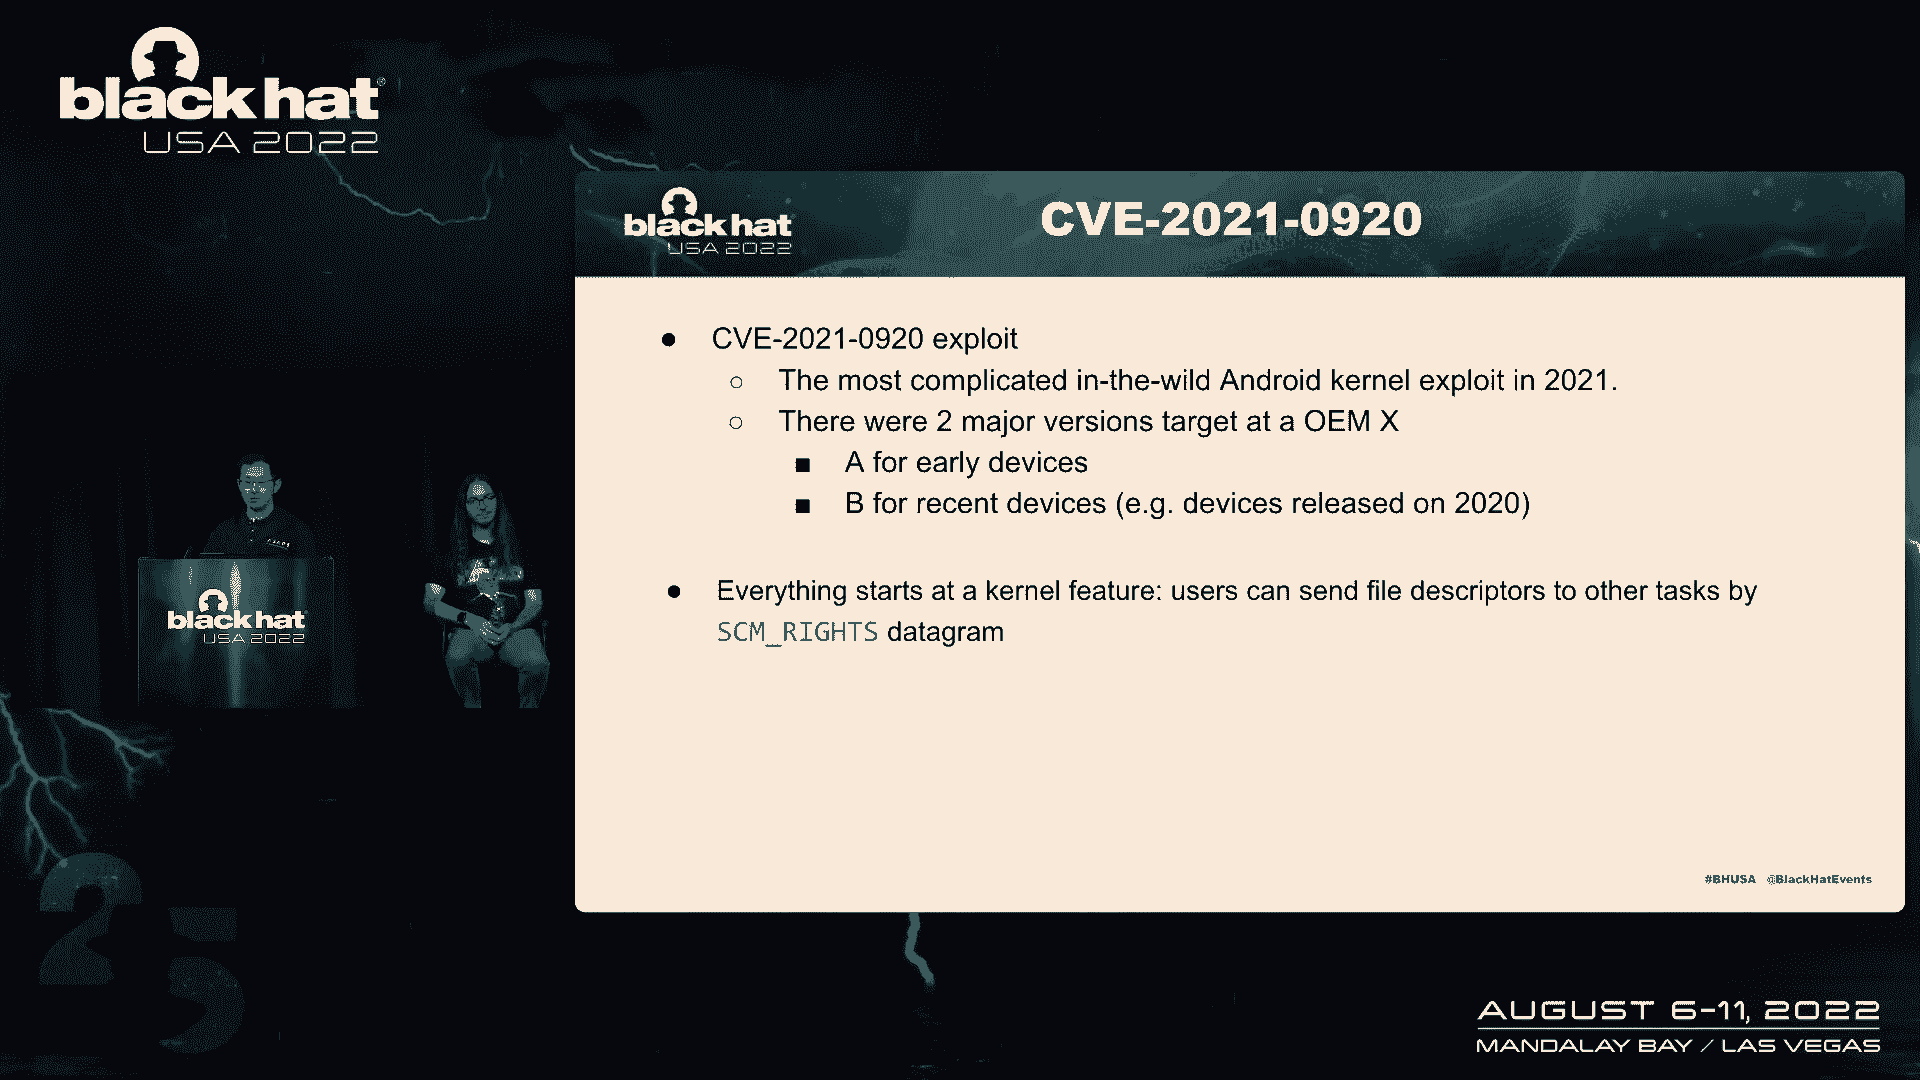 black hat®
USA 2022
black hat
USA 2022
CVE-2021-0920
● CVE-2021-0920 exploit
○ The most complicated in-the-wild Android kernel exploit in 2021.
○ There were 2 major versions target at a OEM X
■ A for early devices
■ B for recent devices (e.g. devices released on 2020)
● Everything starts at a kernel feature: users can send file descriptors to other tasks by
SCM_RIGHTS datagram
#BHUSA @BlackHatEvents
black hat
USA 2022
25
AUGUST 6-11, 2022
MANDALAY BAY / LAS VEGAS